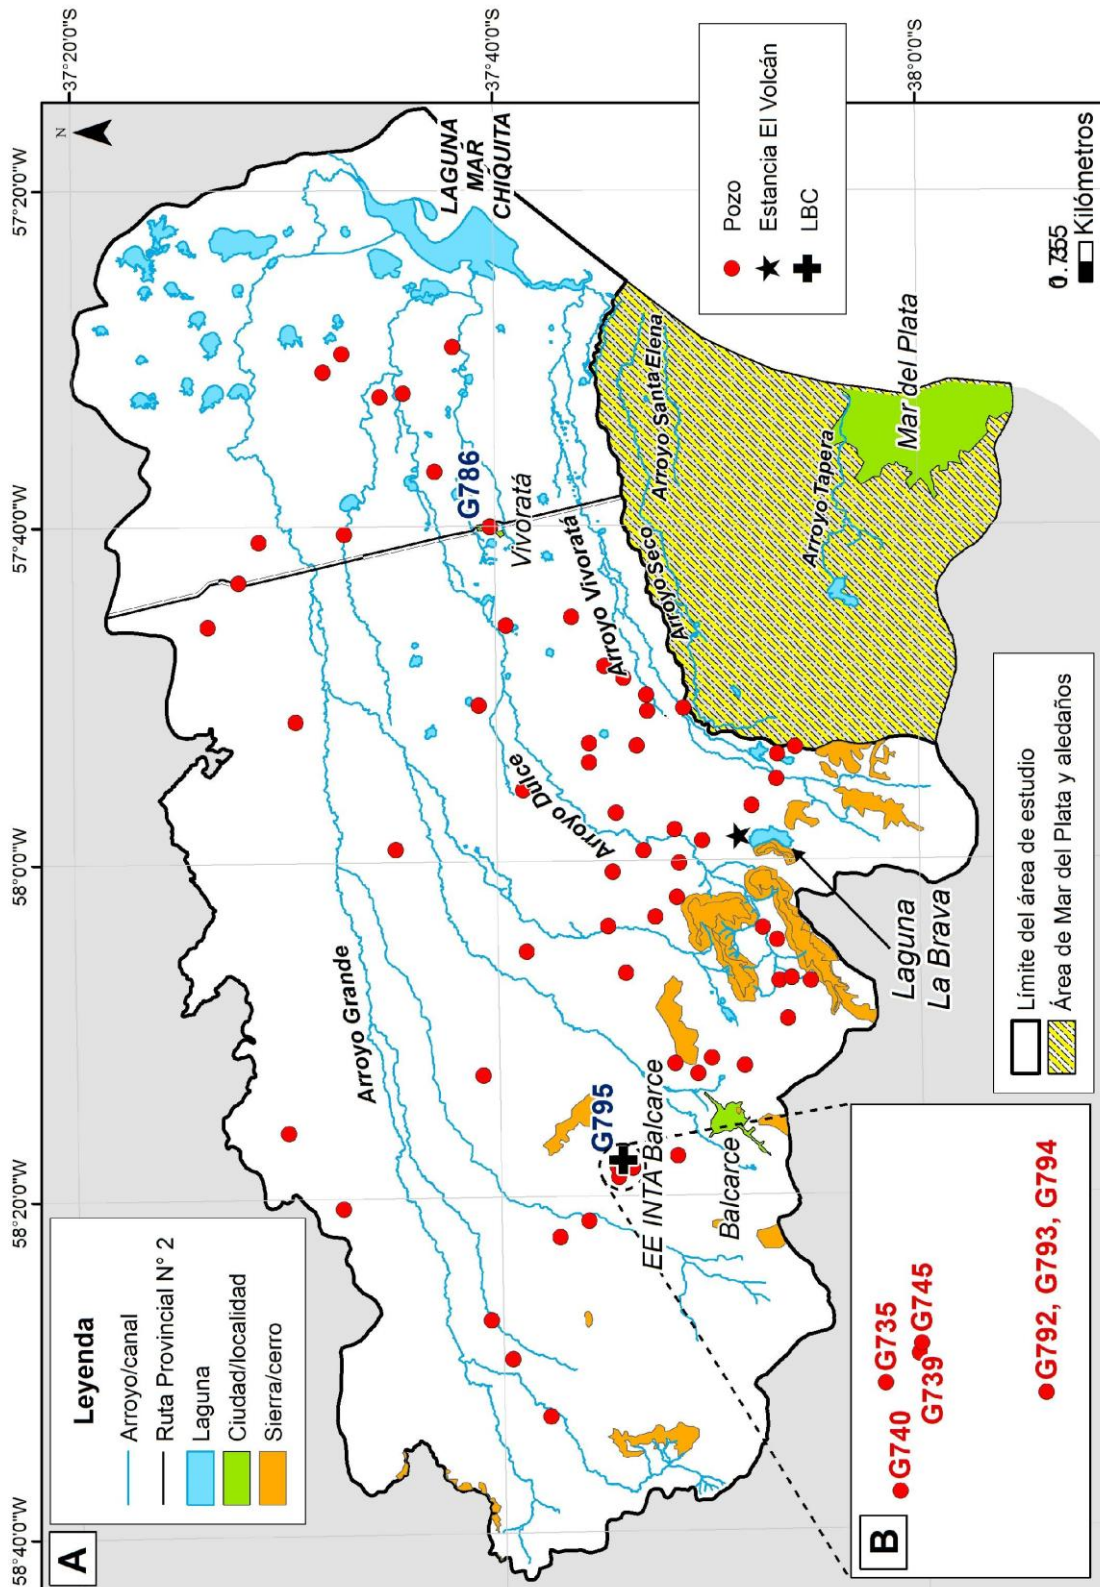 A
Leyenda
Arroyo/canal
Ruta Provincial N° 2
Laguna
Ciudad/localidad
Sierra/cerro
58°40'0"W
58°20'0"W
58°0'0"W
57°40'0"W
57°20'0"W
37°20'0"S
37°40'0"S
38°0'0"S
N
LAGUNA
MAR
CHIQUITA
Arroyo Grande
Arroyo Dulce
G786
Vivoratá
Arroyo Vivoratá
Arroyo Seco
Arroyo Santa Elena
Arroyo Tapera
Mar del Plata
G795
EE INTA-Balcarce
Balcarce
Laguna
La Brava
Pozo
Estancia El Volcán
LBC
Kilómetros
Límite del área de estudio
Área de Mar del Plata y aledaños
B
G740
G735
G739
G745
G792, G793, G794